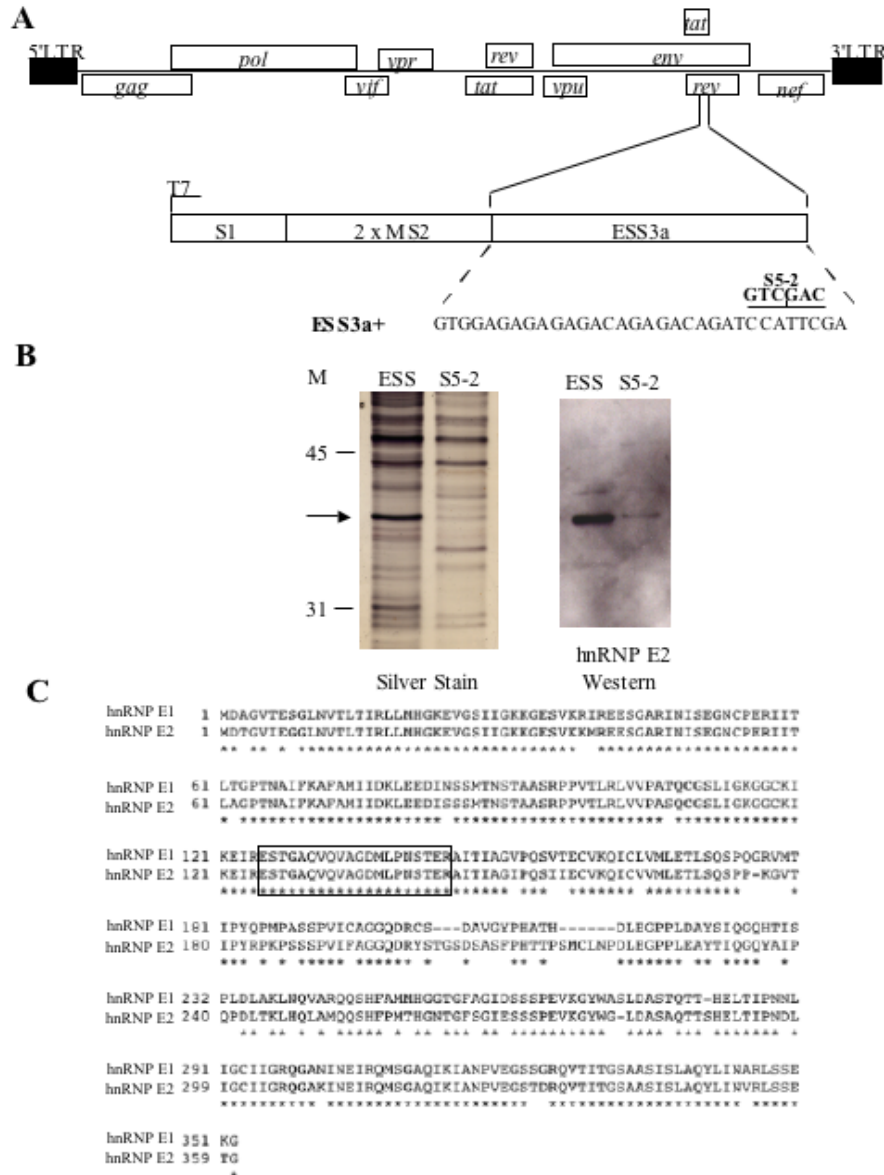 A
tat
5'LTR pol vpr rev env 3'LTR
gag vif tat vpu rev nef
T7
S1 2 x MS2 ESS3a
S5-2
GTCGAC
ESS3a+ GTGGAGAGAGAGACAGAGACAGATCCATTCGA
B
M ESS S5-2 ESS S5-2
45
31
Silver Stain
hnRNP E2
Western
C
hnRNP E1 1 MDAGVTESGLNVTLTIRLLMHGKEVGSIIGKKGESVKRIREESGARINISEGNCPERIIT
hnRNP E2 1 MDTGVIEGGLNVTLTIRLLMHGKEVGSIIGKKGESVKKMREESGARINISEGNCPERIIT
hnRNP E1 61 LTGPTNAIFKAFAMIIDKLEEDINSSMTNSTAASRPPVTLRLVVPATQCGSLIGKGGCKI
hnRNP E2 61 LAGPTNAIFKAFAMIIDKLEEDISSSMTNSTAASRPPVTLRLVVPASQCGSLIGKGGCKI
hnRNP E1 121 KEIRESTGAQVQVAGDMLPNSTERAITIAGVPQSVTECVKQICLVMLETLSQSPQGRVMT
hnRNP E2 121 KEIRESTGAQVQVAGDMLPNSTERAITIAGIPQSIIECVKQICVVMLETLSQSPP-KGVT
hnRNP E1 181 IPYQPMPASSPVICAGGQDRCS---DAVGYPHATH------DLEGPPLDAYSIQGQHTIS
hnRNP E2 180 IPYRPKPSSSPVIFAGGQDRYSTGSDSASFPHTTPSMCLNPDLEGPPLEAYTIQGQYAIP
hnRNP E1 232 PLDLAKLNQVARQQSHFAMMHGGTGFAGIDSSSPEVKGYWASLDASTQTT-HELTIPNNL
hnRNP E2 240 QPDLTKLHQLAMQQSHFPMTHGNTGFSGIESSSPEVKGYWG-LDASAQTTSHELTIPNDL
hnRNP E1 291 IGCIIGRQGANINEIRQMSGAQIKIANPVEGSSGRQVTITGSAASISLAQYLINARLSSE
hnRNP E2 299 IGCIIGRQGAKINEIRQMSGAQIKIANPVEGSTDRQVTITGSAASISLAQYLINVRLSSE
hnRNP E1 351 KG
hnRNP E2 359 TG